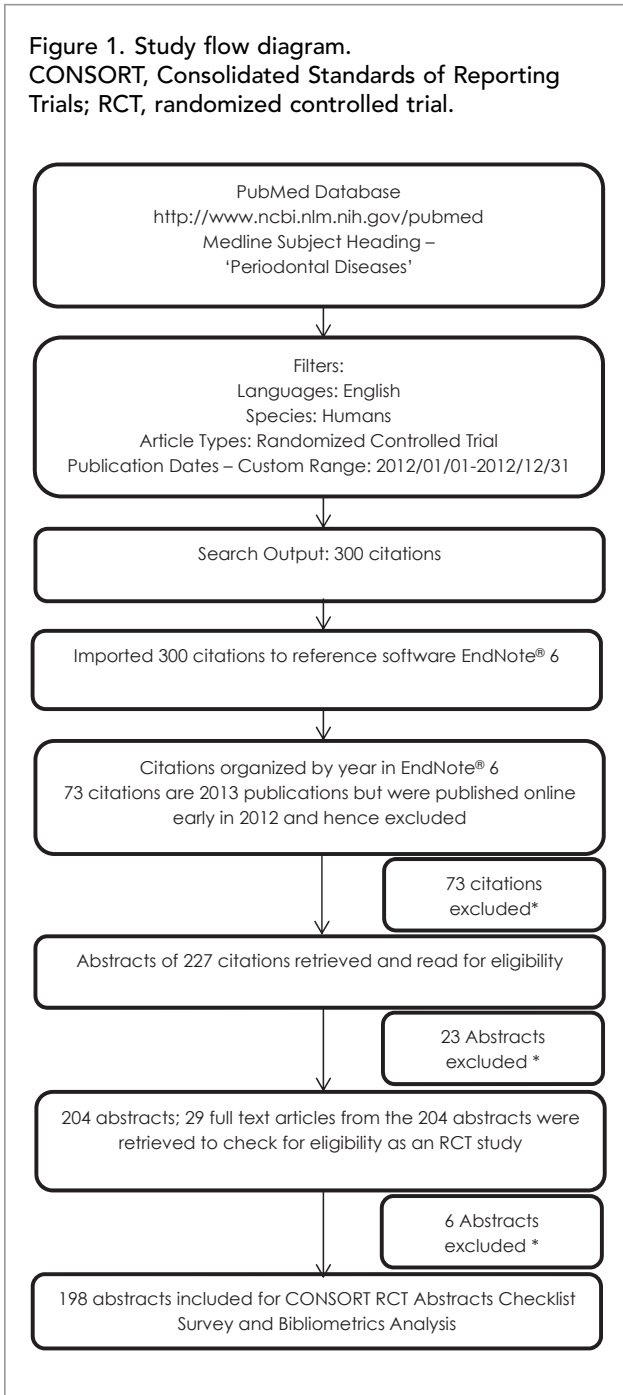 Figure 1. Study flow diagram.
CONSORT, Consolidated Standards of Reporting
Trials; RCT, randomized controlled trial.
PubMed Database
http://www.ncbi.nlm.nih.gov/pubmed
Medline Subject Heading –
‘Periodontal Diseases’
Filters:
Languages: English
Species: Humans
Article Types: Randomized Controlled Trial
Publication Dates – Custom Range: 2012/01/01-2012/12/31
Search Output: 300 citations
Imported 300 citations to reference software EndNote® 6
Citations organized by year in EndNote® 6
73 citations are 2013 publications but were published online
early in 2012 and hence excluded
73 citations
excluded*
Abstracts of 227 citations retrieved and read for eligibility
23 Abstracts
excluded *
204 abstracts; 29 full text articles from the 204 abstracts were
retrieved to check for eligibility as an RCT study
6 Abstracts
excluded *
198 abstracts included for CONSORT RCT Abstracts Checklist
Survey and Bibliometrics Analysis